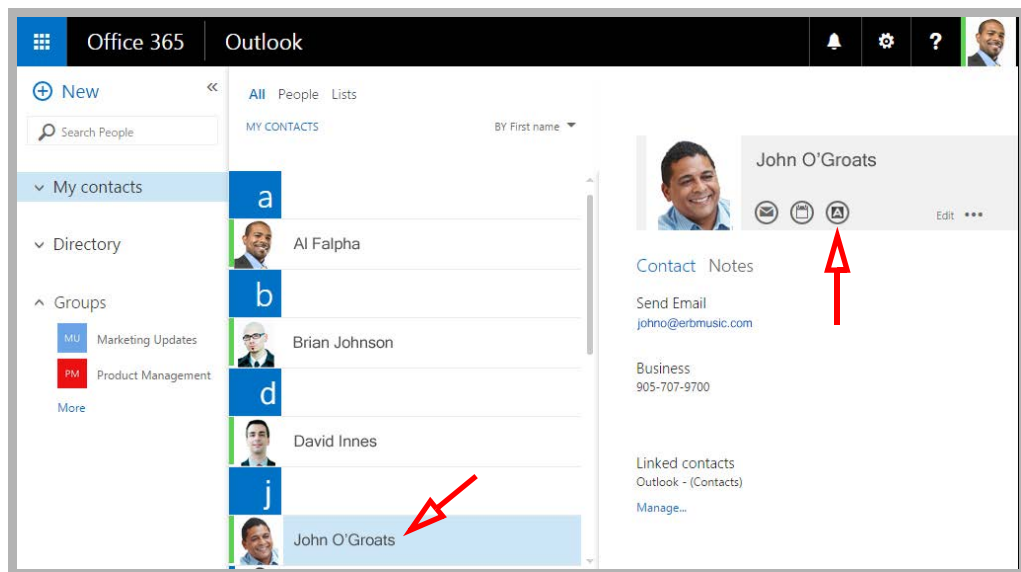 Office 365 Outlook ?
New «
Search People
My contacts
Directory
Groups
MU Marketing Updates
PM Product Management
More
All People Lists
MY CONTACTS BY First name
a
Al Falpha
b
Brian Johnson
d
David Innes
j
John O'Groats
John O'Groats
A
Edit •••
Contact Notes
Send Email
johno@erbmusic.com
Business
905-707-9700
Linked contacts
Outlook - (Contacts)
Manage...